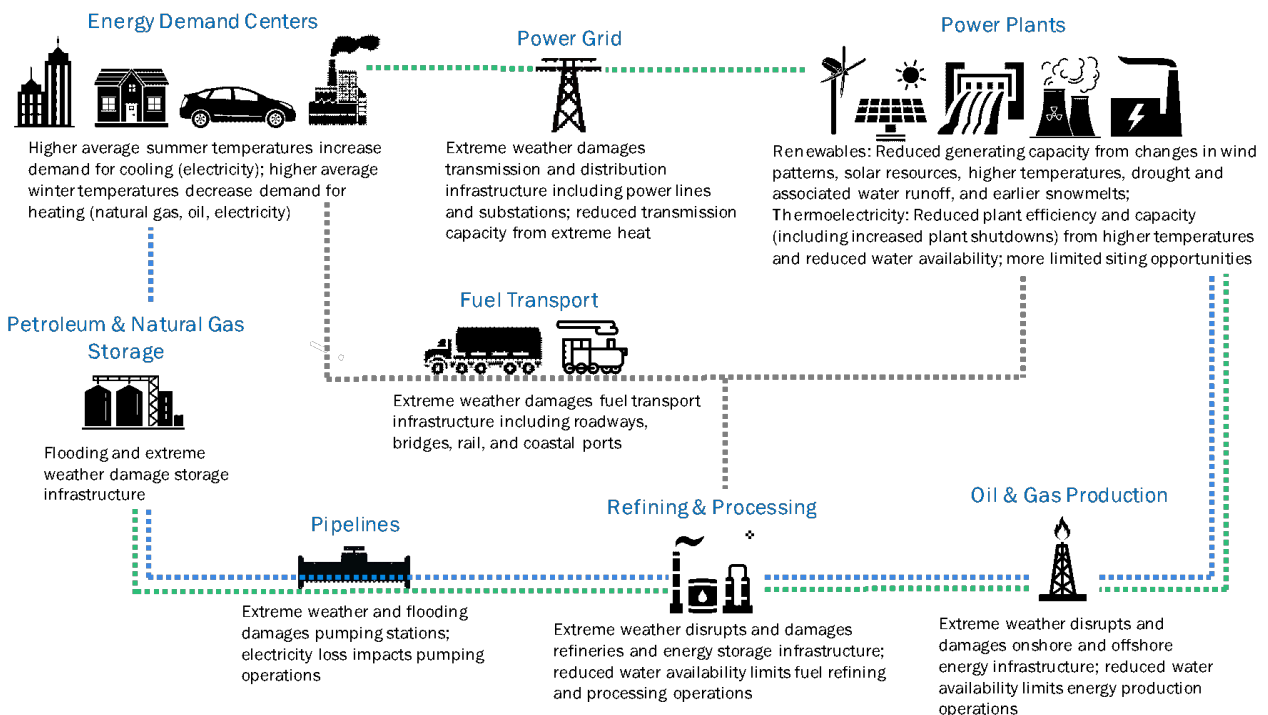 Energy Demand Centers
Higher average summer temperatures increase
demand for cooling (electricity); higher average
winter temperatures decrease demand for
heating (natural gas, oil, electricity)
Power Grid
Extreme weather damages
transmission and distribution
infrastructure including power lines
and substations; reduced transmission
capacity from extreme heat
Power Plants
Renewables: Reduced generating capacity from changes in wind
patterns, solar resources, higher temperatures, drought and
associated water runoff, and earlier snowmelts;
Thermoelectricity: Reduced plant efficiency and capacity
(including increased plant shutdowns) from higher temperatures
and reduced water availability; more limited siting opportunities
Petroleum & Natural Gas
Storage
Flooding and extreme
weather damage storage
infrastructure
Fuel Transport
Extreme weather damages fuel transport
infrastructure including roadways,
bridges, rail, and coastal ports
Pipelines
Extreme weather and flooding
damages pumping stations;
electricity loss impacts pumping
operations
Refining & Processing
Extreme weather disrupts and damages
refineries and energy storage infrastructure;
reduced water availability limits fuel refining
and processing operations
Oil & Gas Production
Extreme weather disrupts and
damages onshore and offshore
energy infrastructure; reduced water
availability limits energy production
operations